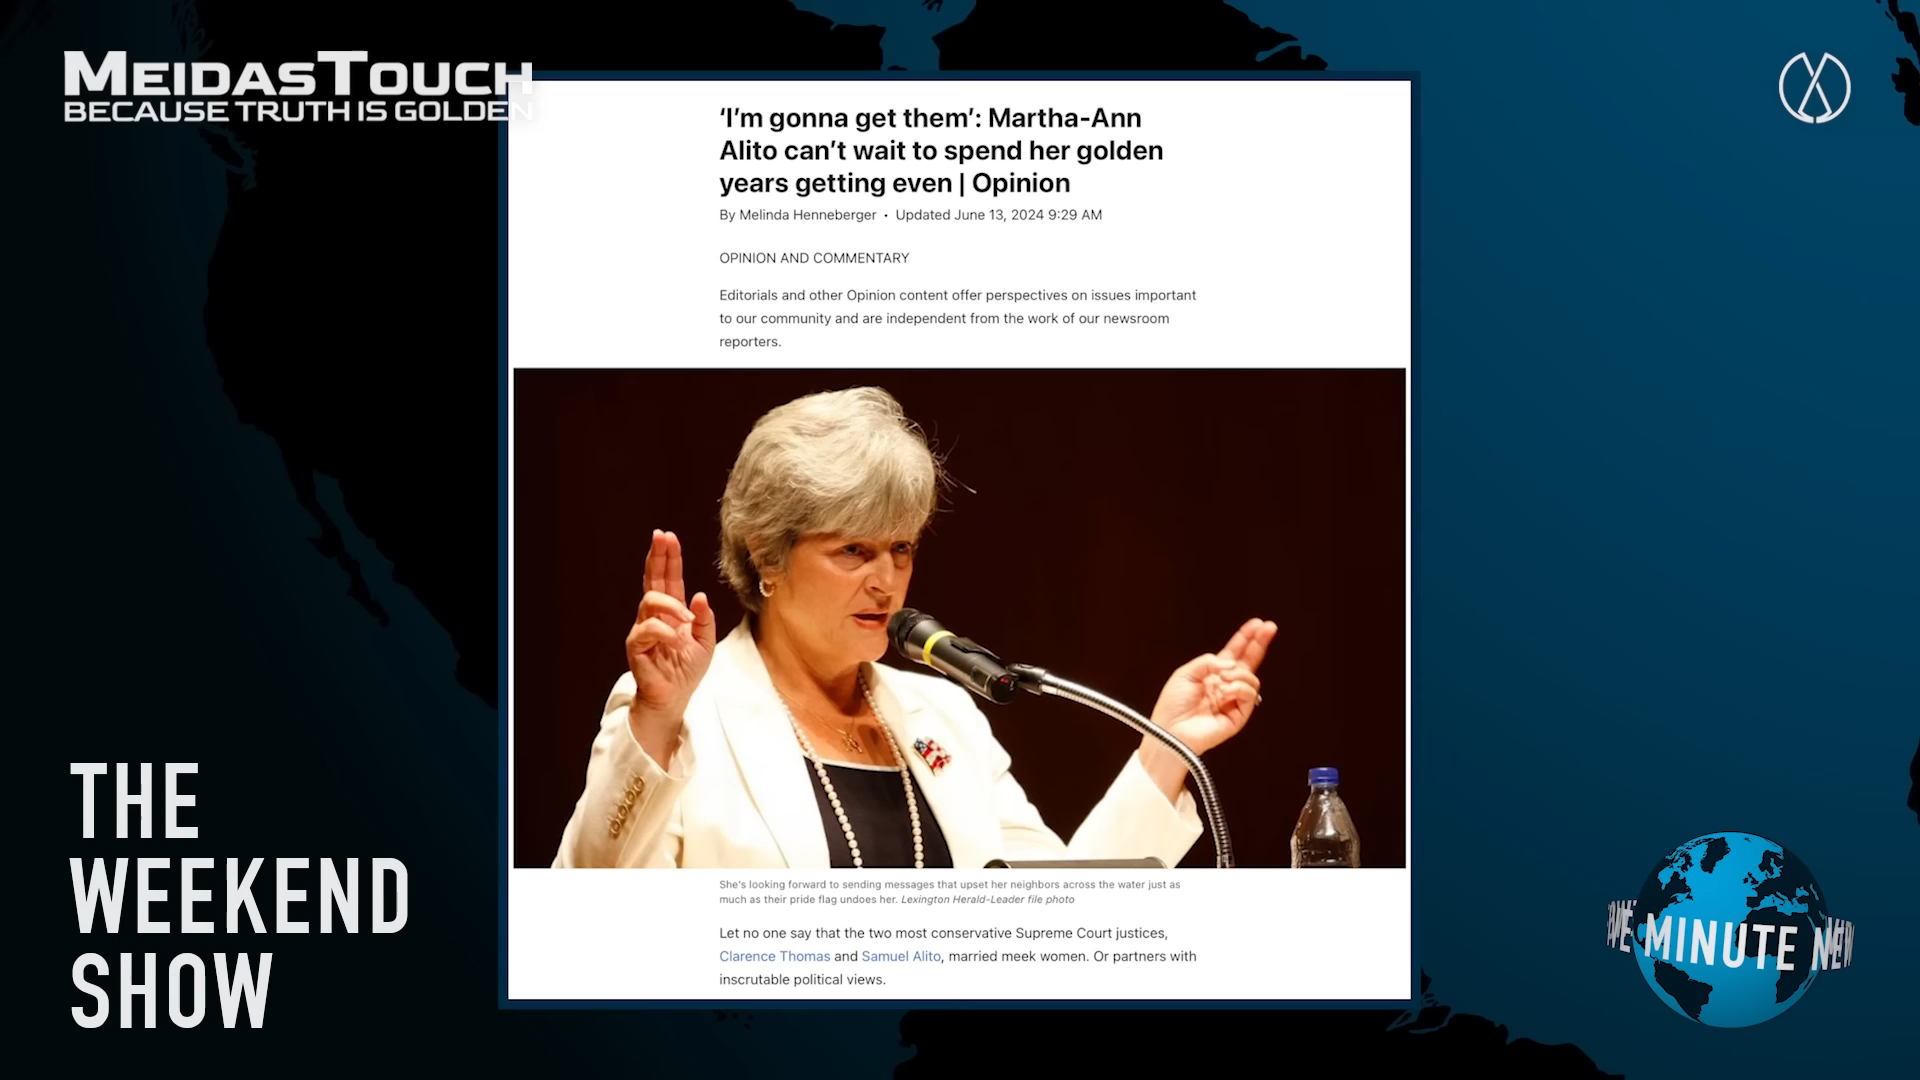 MEIDASTOUCH
BECAUSE TRUTH IS GOLDEN
‘I’m gonna get them’: Martha-Ann
Alito can’t wait to spend her golden
years getting even | Opinion
By Melinda Henneberger • Updated June 13, 2024 9:29 AM
OPINION AND COMMENTARY
Editorials and other Opinion content offer perspectives on issues important
to our community and are independent from the work of our newsroom
reporters.
She's looking forward to sending messages that upset her neighbors across the water just as
much as their pride flag undoes her. Lexington Herald-Leader file photo
Let no one say that the two most conservative Supreme Court justices,
Clarence Thomas and Samuel Alito, married meek women. Or partners with
inscrutable political views.
THE
WEEKEND
SHOW
MINUTE